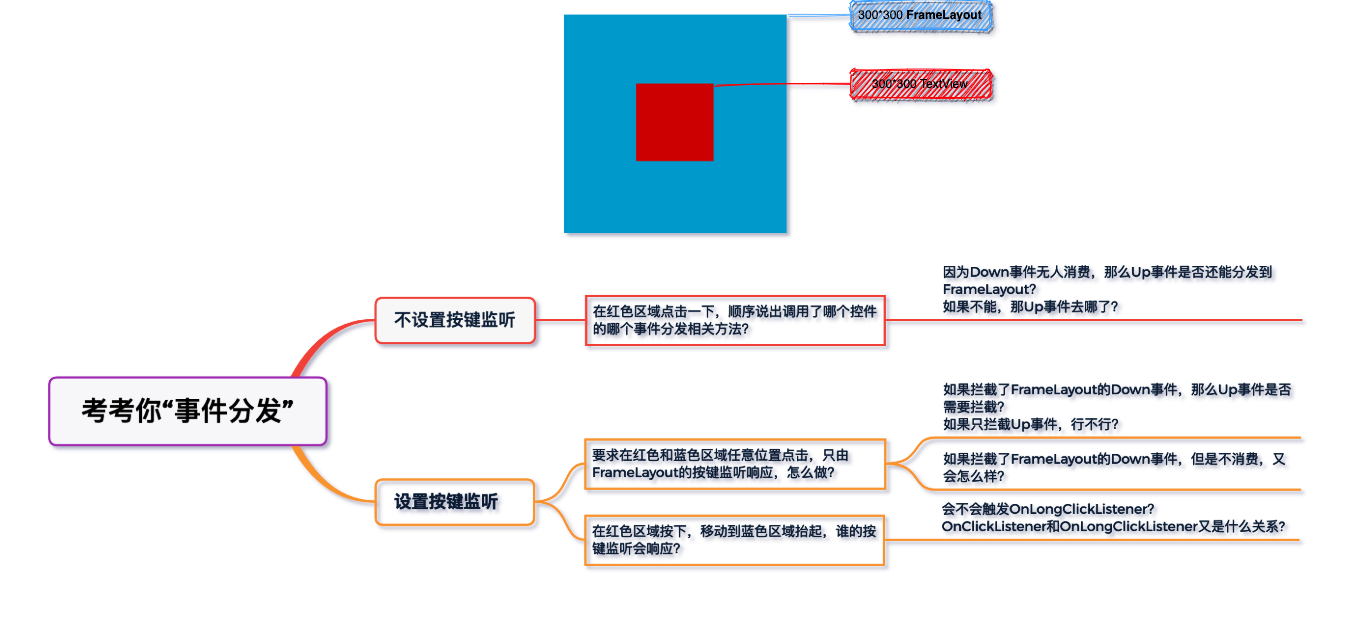 300*300 FrameLayout
300*300 TextView
因为Down事件无人消费，那么Up事件是否还能分发到
FrameLayout?
如果不能，那Up事件去哪了?
不设置按键监听
在红色区域点击一下，顺序说出调用了哪个控件
的哪个事件分发相关方法?
考考你“事件分发”
如果拦截了FrameLayout的Down事件，那么Up事件是否
需要拦截?
如果只拦截Up事件，行不行?
要求在红色和蓝色区域任意位置点击，只由
FrameLayout的按键监听响应，怎么做?
如果拦截了FrameLayout的Down事件，但是不消费，又
会怎么样?
设置按键监听
会不会触发OnLongClickListener?
OnClickListener和OnLongClickListener又是什么关系?
在红色区域按下，移动到蓝色区域抬起，谁的按
键监听会响应?